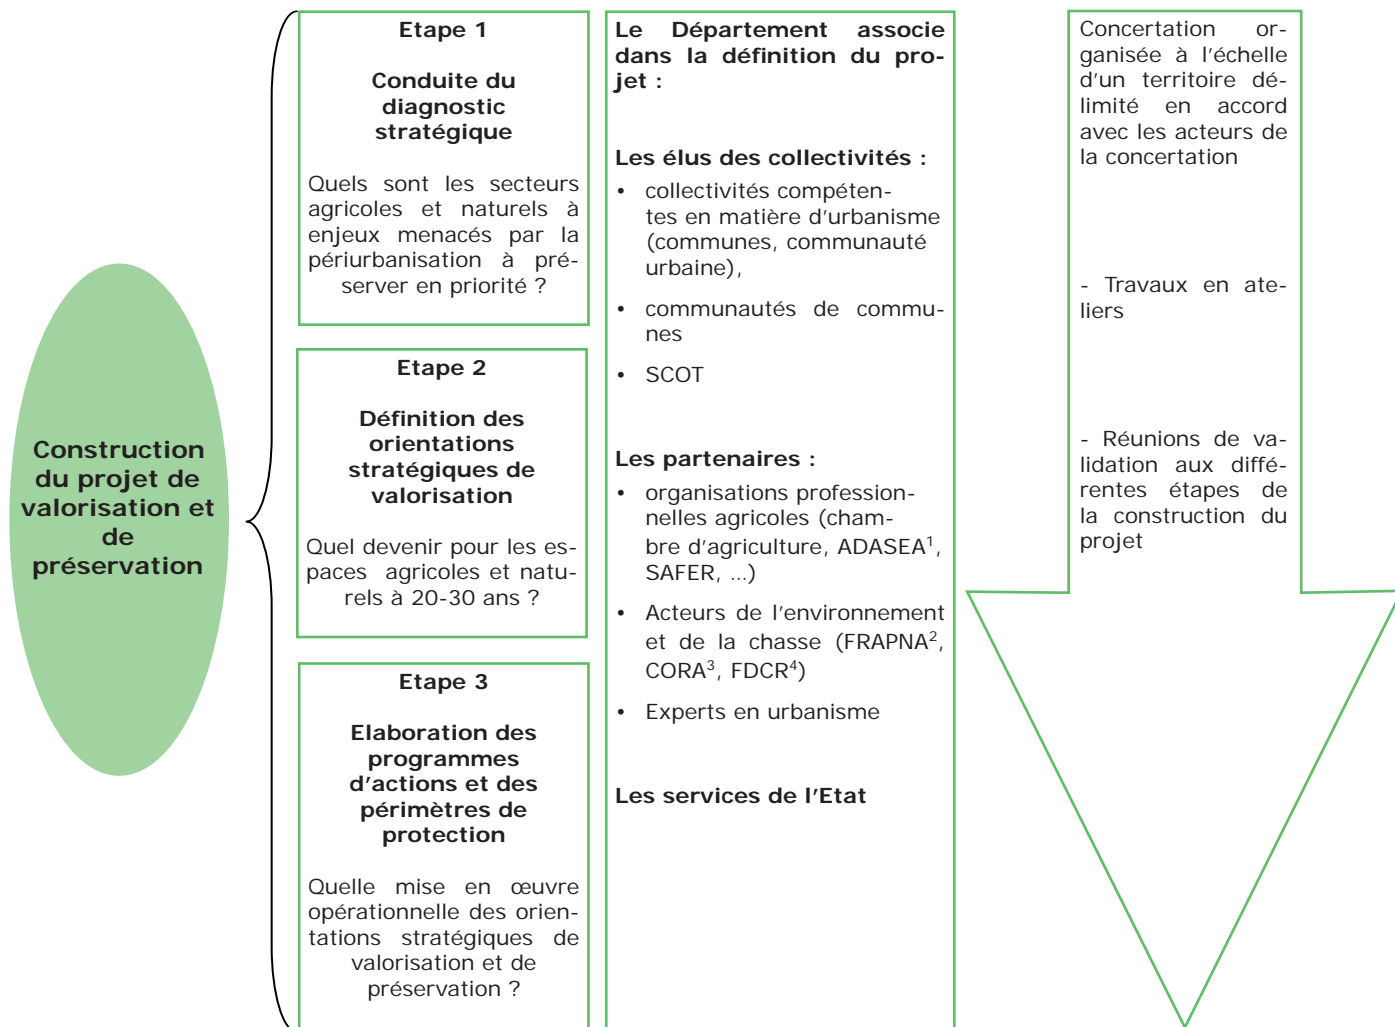 Construction
du projet de
valorisation et
de
préservation
Etape 1
Conduite du
diagnostic
stratégique
Quels sont les secteurs
agricoles et naturels à
enjeux menacés par la
périurbanisation à pré-
server en priorité ?
Etape 2
Définition des
orientations
stratégiques de
valorisation
Quel devenir pour les es-
paces agricoles et natu-
rels à 20-30 ans ?
Etape 3
Elaboration des
programmes
d'actions et des
périmètres de
protection
Quelle mise en œuvre
opérationnelle des orien-
tations stratégiques de
valorisation et de
préservation ?
Le Département associe
dans la définition du pro-
jet :
Les élus des collectivités :
• collectivités compéten-
tes en matière d'urbanisme
(communes, communauté
urbaine),
• communautés de commu-
nes
• SCOT
Les partenaires :
• organisations profession-
nelles agricoles (cham-
bre d'agriculture, ADASEA¹,
SAFER, ...)
• Acteurs de l'environnement
et de la chasse (FRAPNA²,
CORA³, FDCR⁴)
• Experts en urbanisme
Les services de l'Etat
Concertation or-
ganisée à l'échelle
d'un territoire dé-
limité en accord
avec les acteurs de
la concertation
- Travaux en ate-
liers
- Réunions de va-
lidation aux diffé-
rentes étapes de
la construction du
projet